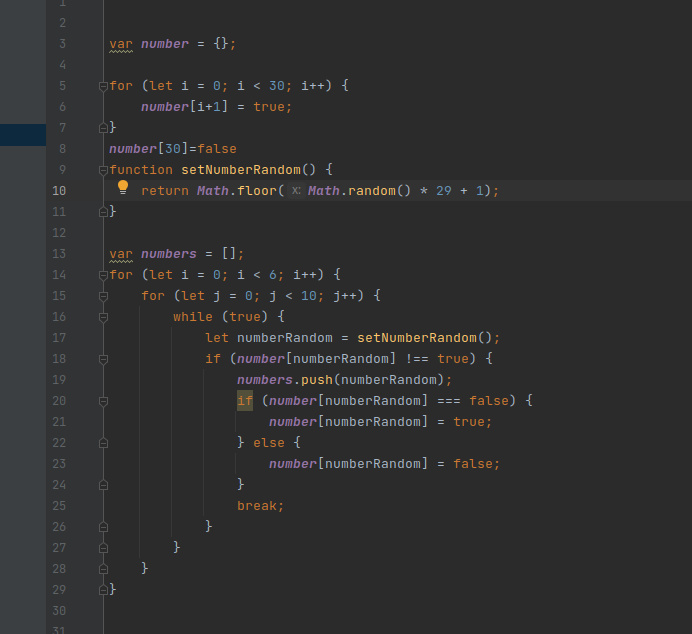 1
2
3 var number = {};
4
5 for (let i = 0; i < 30; i++) {
6 number[i+1] = true;
7 }
8 number[30]=false
9 function setNumberRandom() {
10 return Math.floor( x: Math.random() * 29 + 1);
11 }
12
13 var numbers = [];
14 for (let i = 0; i < 6; i++) {
15 for (let j = 0; j < 10; j++) {
16 while (true) {
17 let numberRandom = setNumberRandom();
18 if (number[numberRandom] !== true) {
19 numbers.push(numberRandom);
20 if (number[numberRandom] === false) {
21 number[numberRandom] = true;
22 } else {
23 number[numberRandom] = false;
24 }
25 break;
26 }
27 }
28 }
29 }
30
31